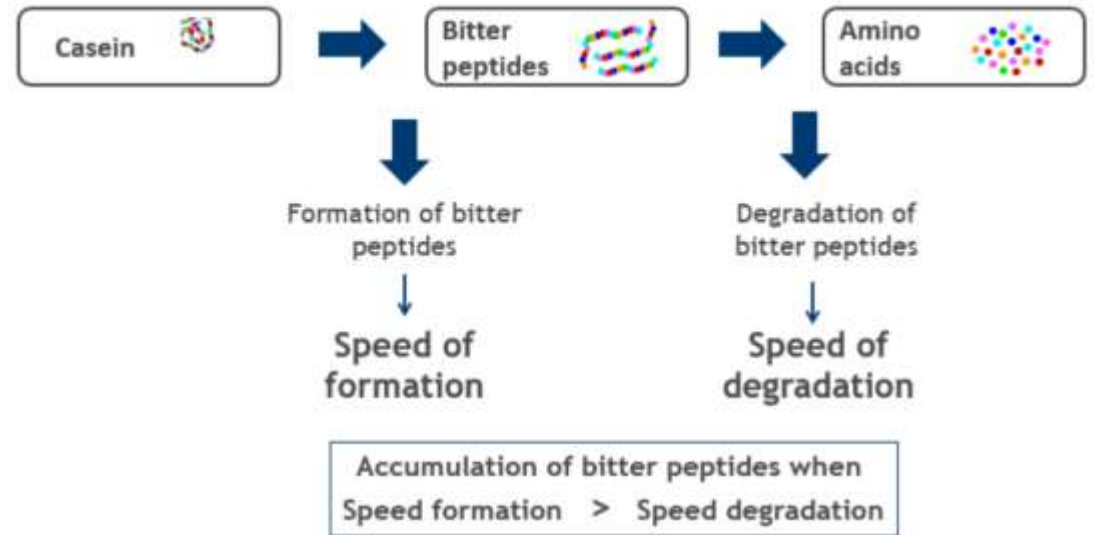 Casein
Bitter
peptides
Amino
acids
Formation of bitter
peptides
Degradation of
bitter peptides
Speed of
formation
Speed of
degradation
Accumulation of bitter peptides when
Speed formation > Speed degradation